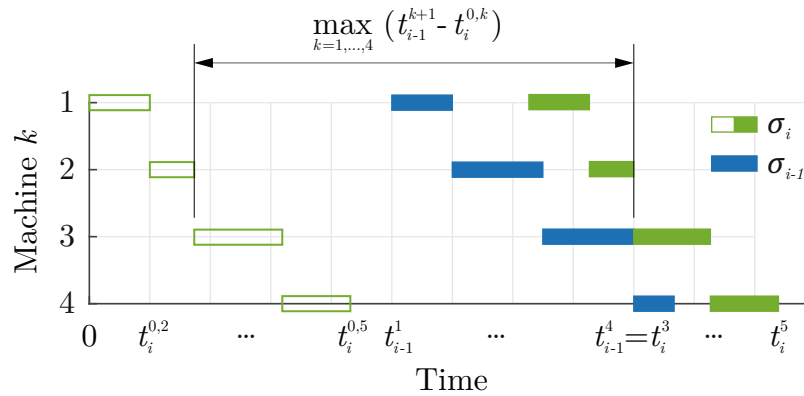 max (t_{i-1}^{k+1} - t_i^{0,k})
k=1,...,4
Machine k
1
2
3
4
σ_i
σ_{i-1}
0 t_i^{0,2} ... t_i^{0,5} t_{i-1}^1 ... t_{i-1}^4=t_i^3 ... t_i^5
Time